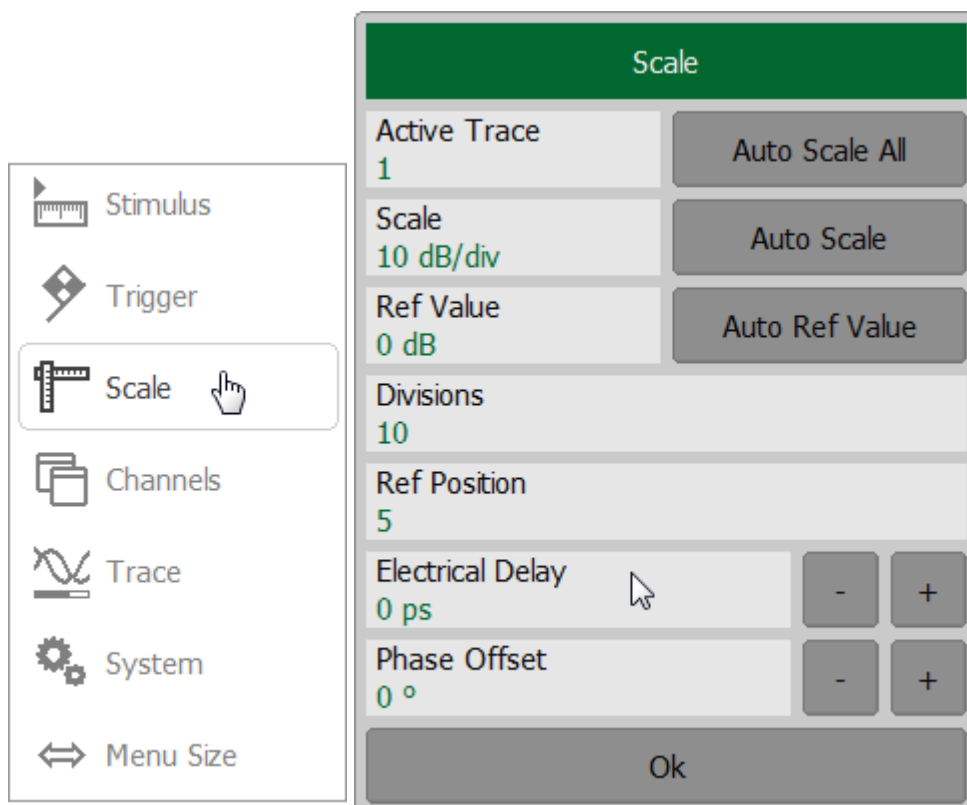 Stimulus
Trigger
Scale
Channels
Trace
System
Menu Size
Scale
Active Trace
1
Auto Scale All
Scale
10 dB/div
Auto Scale
Ref Value
0 dB
Auto Ref Value
Divisions
10
Ref Position
5
Electrical Delay
0 ps
- +
Phase Offset
0 °
- +
Ok